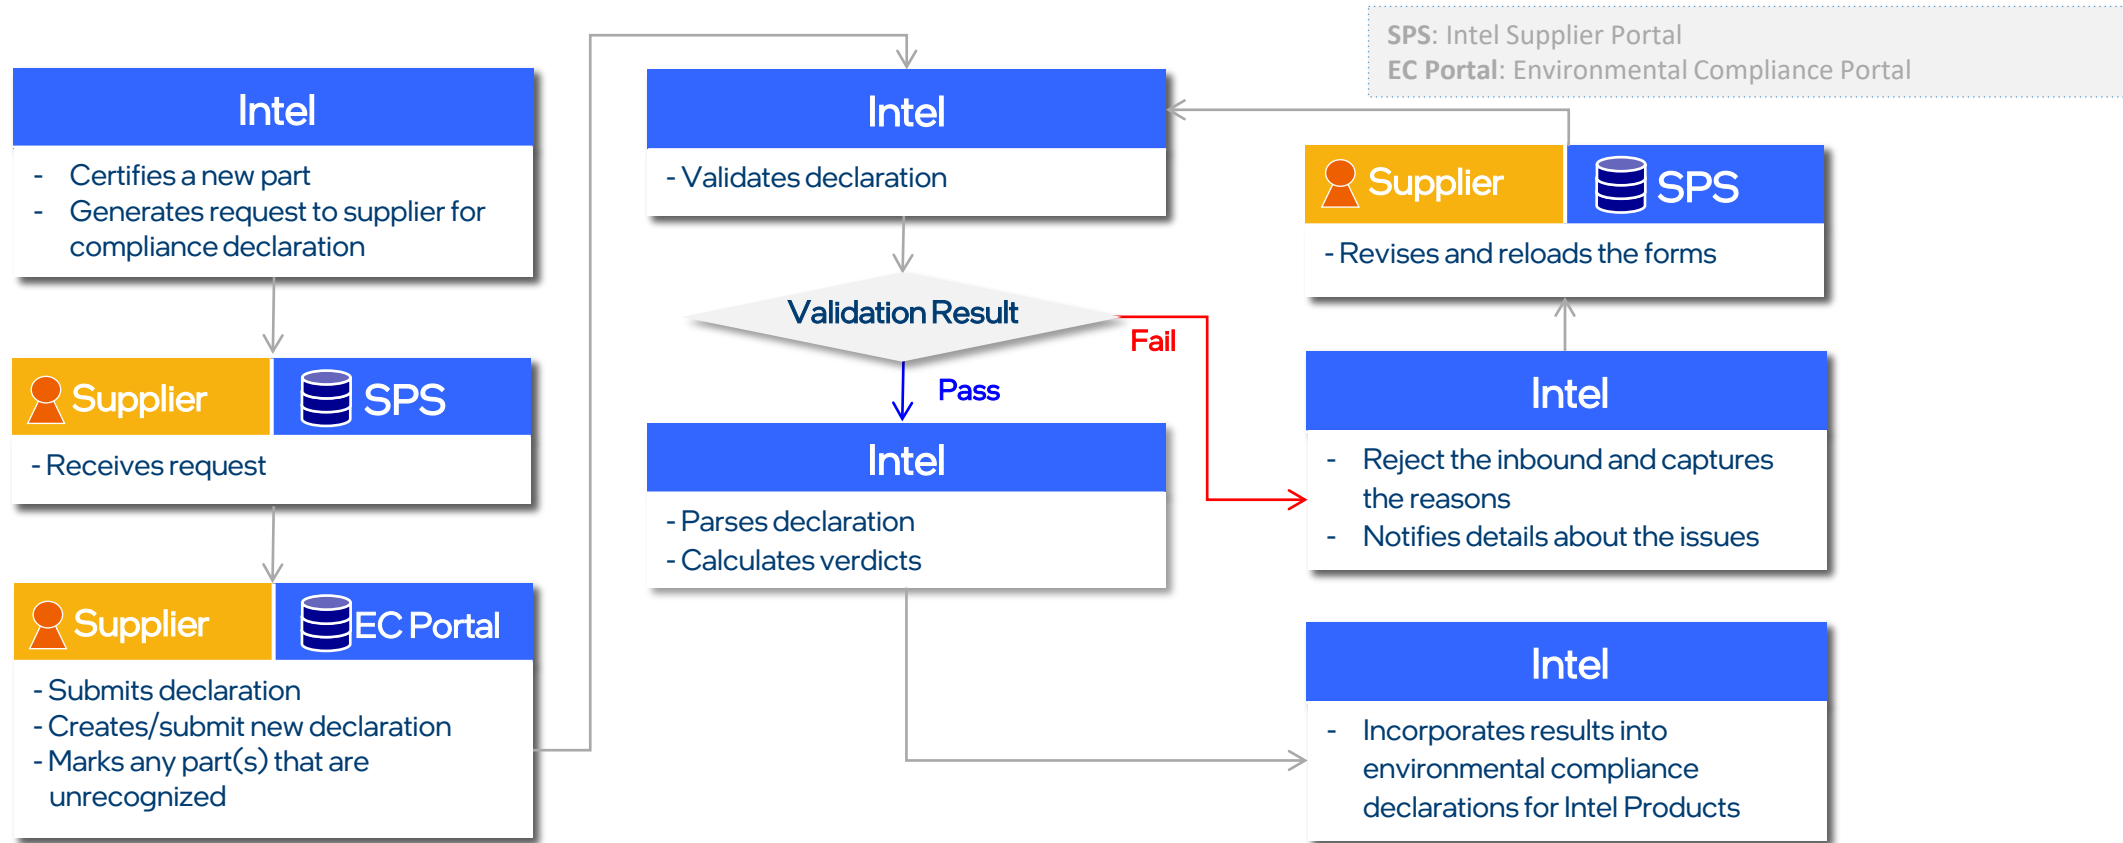 SPS: Intel Supplier Portal
EC Portal: Environmental Compliance Portal
Intel
- Certifies a new part
- Generates request to supplier for
compliance declaration
Supplier
SPS
- Receives request
Supplier
EC Portal
- Submits declaration
- Creates/submit new declaration
- Marks any part(s) that are
unrecognized
Intel
- Validates declaration
Validation Result
Fail
Pass
Intel
- Parses declaration
- Calculates verdicts
Supplier
SPS
- Revises and reloads the forms
Intel
- Reject the inbound and captures
the reasons
- Notifies details about the issues
Intel
- Incorporates results into
environmental compliance
declarations for Intel Products